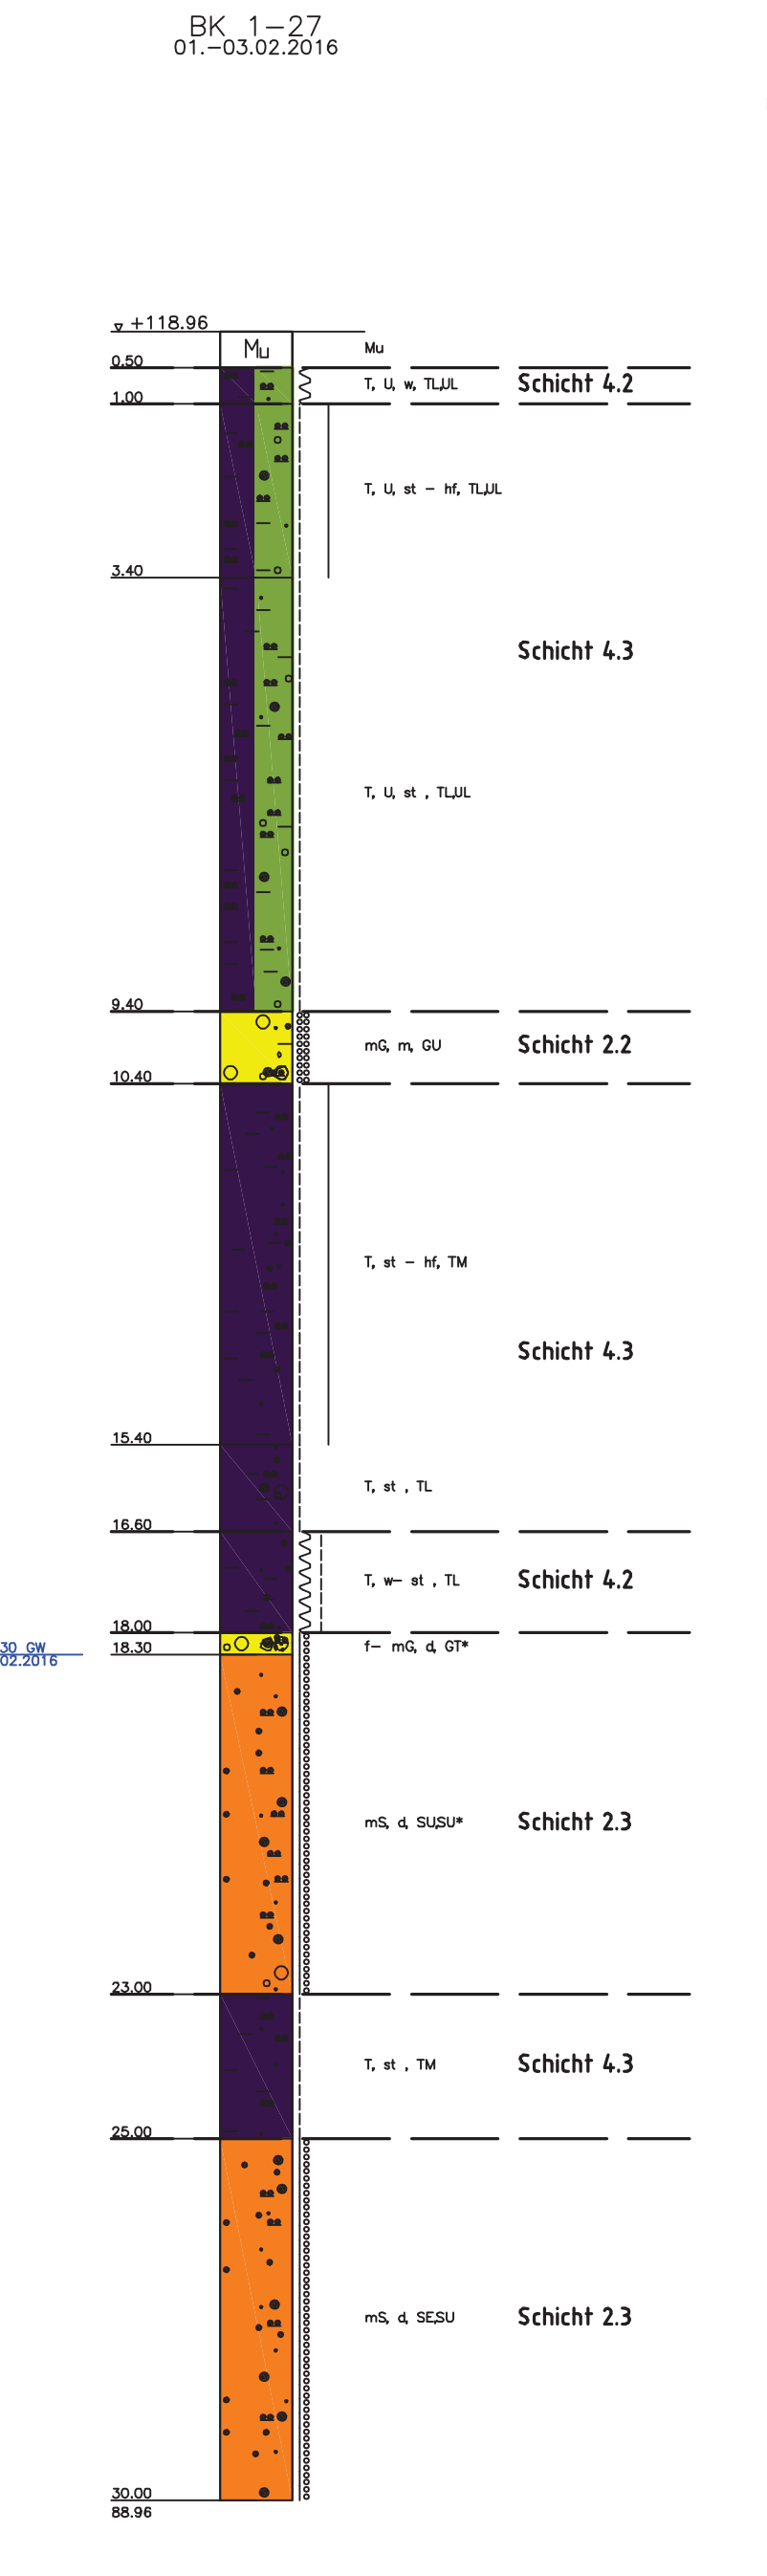 BK 1-27
01.-03.02.2016
+118.96
Mu
Mu
0.50
T, U, w, TL,UL
Schicht 4.2
1.00
T, U, st - hf, TL,UL
3.40
Schicht 4.3
T, U, st , TL,UL
9.40
mG, m, GU
Schicht 2.2
10.40
T, st - hf, TM
Schicht 4.3
15.40
T, st , TL
16.60
T, w- st , TL
Schicht 4.2
18.00
f- mG, d, GT*
30 GW
18.30
02.2016
mS, d, SU,SU*
Schicht 2.3
23.00
T, st , TM
Schicht 4.3
25.00
mS, d, SE,SU
Schicht 2.3
30.00
88.96